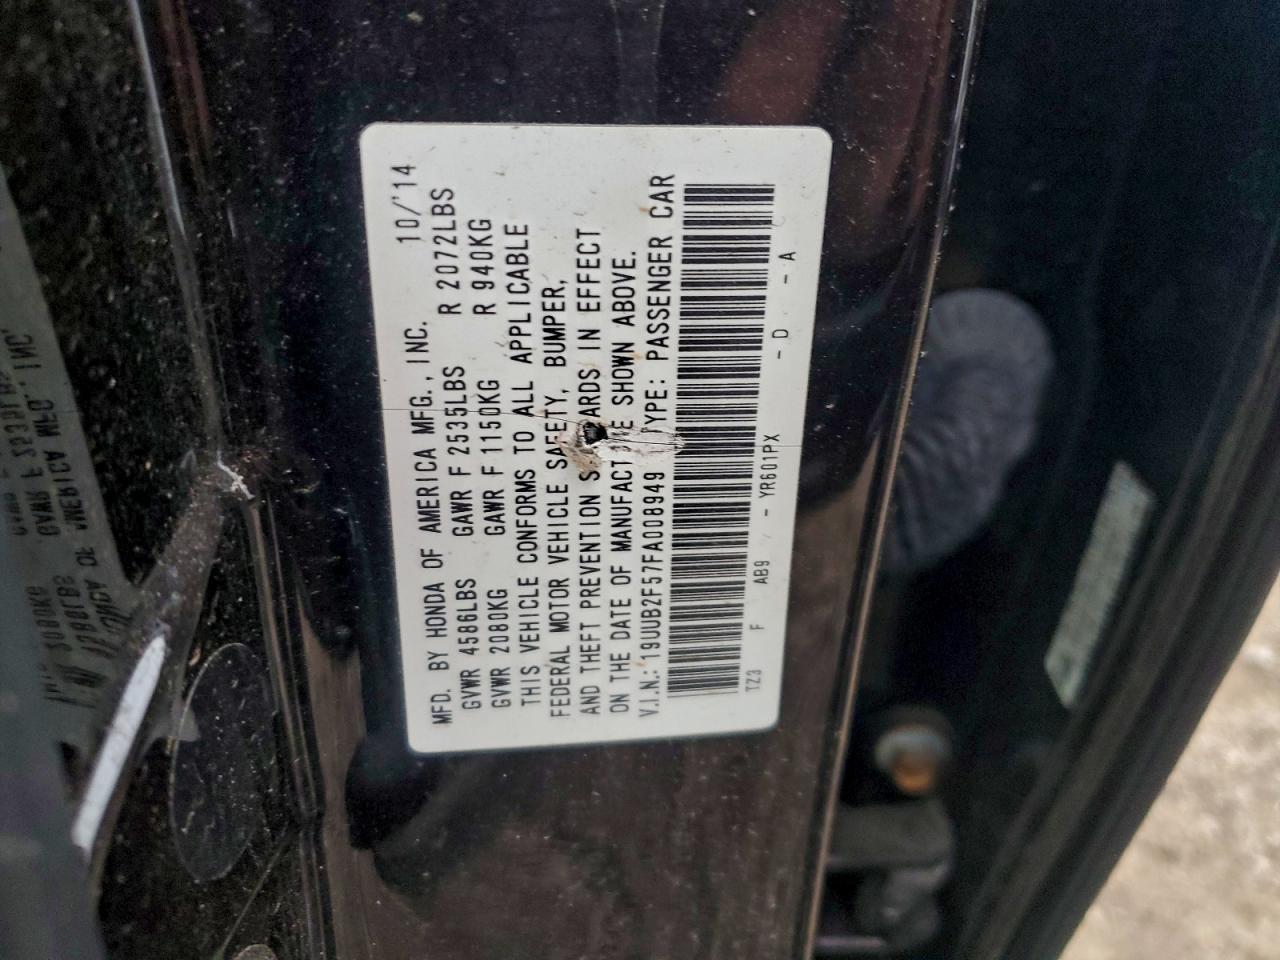 MFD. BY HONDA OF AMERICA MFG., INC. 10/'14
GVWR 4586LBS GAWR F 2535LBS R 2072LBS
GVWR 2080KG GAWR F 1150KG R 940KG
THIS VEHICLE CONFORMS TO ALL APPLICABLE
FEDERAL MOTOR VEHICLE SAFETY, BUMPER,
AND THEFT PREVENTION IN EFFECT
ON THE DATE OF SHOWN ABOVE.
V.I.N.: 19UUB2F57FA008949 TYPE: PASSENGER CAR
TZ3 F AB9 - YR601PX - D - A